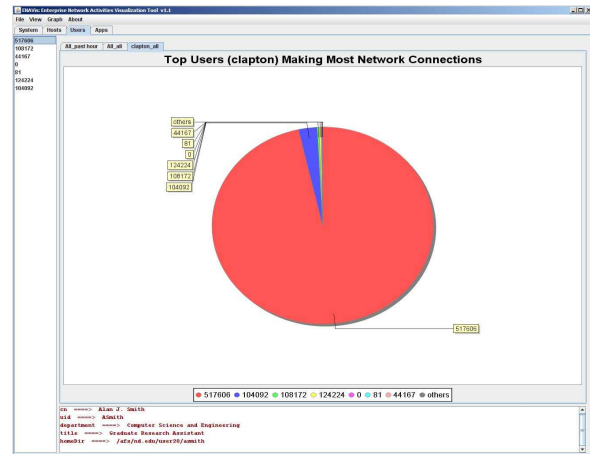 ENAVis: Enterprise Network Activities Visualization Tool v1.1
File View Graph About
System Hosts Users Apps
517606
108172
44167
0
81
124224
104092
All_past hour All_all clapton_all
Top Users (clapton) Making Most Network Connections
others
44167
81
0
124224
108172
104092
517606
517606 104092 108172 124224 0 81 44167 others
cn ====> Alan J. Smith
uid ====> ASmith
department ====> Computer Science and Engineering
title ====> Graduate Research Assistant
homeDir ====> /afs/nd.edu/user28/asmith